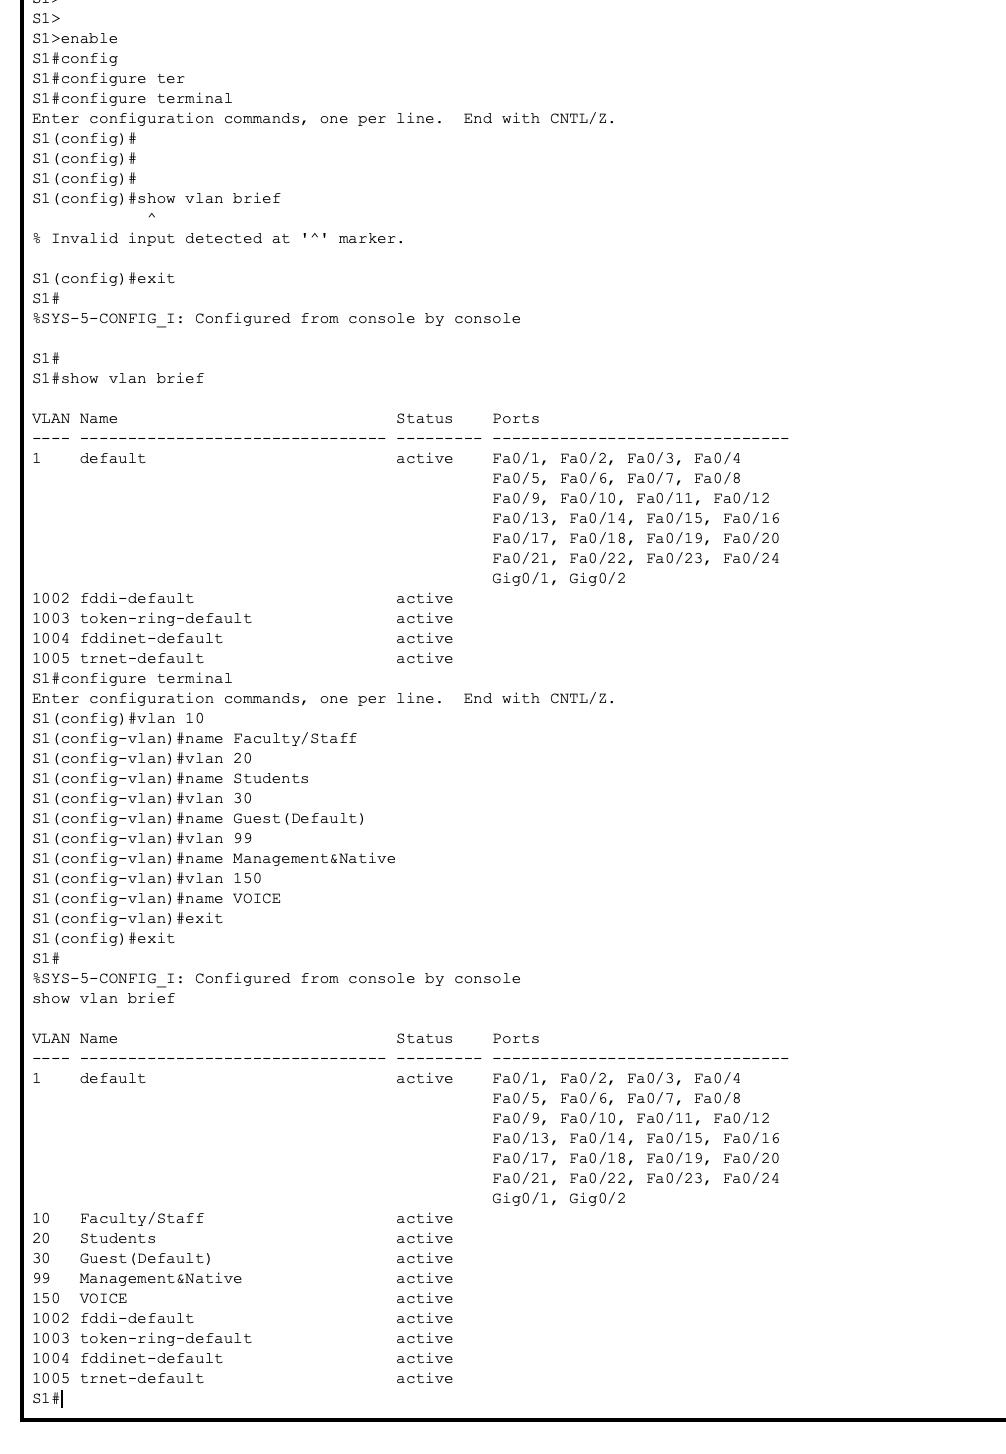 S1>
S1>
S1>enable
S1#config
S1#configure ter
S1#configure terminal
Enter configuration commands, one per line.  End with CNTL/Z.
S1(config)#
S1(config)#
S1(config)#
S1(config)#show vlan brief
            ^
% Invalid input detected at '^' marker.

S1(config)#exit
S1#
%SYS-5-CONFIG_I: Configured from console by console

S1#
S1#show vlan brief

VLAN Name                             Status    Ports
---- -------------------------------- --------- -------------------------------
1    default                          active    Fa0/1, Fa0/2, Fa0/3, Fa0/4
                                                Fa0/5, Fa0/6, Fa0/7, Fa0/8
                                                Fa0/9, Fa0/10, Fa0/11, Fa0/12
                                                Fa0/13, Fa0/14, Fa0/15, Fa0/16
                                                Fa0/17, Fa0/18, Fa0/19, Fa0/20
                                                Fa0/21, Fa0/22, Fa0/23, Fa0/24
                                                Gig0/1, Gig0/2
1002 fddi-default                     active
1003 token-ring-default               active
1004 fddinet-default                  active
1005 trnet-default                    active
S1#configure terminal
Enter configuration commands, one per line.  End with CNTL/Z.
S1(config)#vlan 10
S1(config-vlan)#name Faculty/Staff
S1(config-vlan)#vlan 20
S1(config-vlan)#name Students
S1(config-vlan)#vlan 30
S1(config-vlan)#name Guest(Default)
S1(config-vlan)#vlan 99
S1(config-vlan)#name Management&Native
S1(config-vlan)#vlan 150
S1(config-vlan)#name VOICE
S1(config-vlan)#exit
S1(config)#exit
S1#
%SYS-5-CONFIG_I: Configured from console by console
show vlan brief

VLAN Name                             Status    Ports
---- -------------------------------- --------- -------------------------------
1    default                          active    Fa0/1, Fa0/2, Fa0/3, Fa0/4
                                                Fa0/5, Fa0/6, Fa0/7, Fa0/8
                                                Fa0/9, Fa0/10, Fa0/11, Fa0/12
                                                Fa0/13, Fa0/14, Fa0/15, Fa0/16
                                                Fa0/17, Fa0/18, Fa0/19, Fa0/20
                                                Fa0/21, Fa0/22, Fa0/23, Fa0/24
                                                Gig0/1, Gig0/2
10   Faculty/Staff                    active
20   Students                         active
30   Guest(Default)                   active
99   Management&Native                active
150  VOICE                            active
1002 fddi-default                     active
1003 token-ring-default               active
1004 fddinet-default                  active
1005 trnet-default                    active
S1#